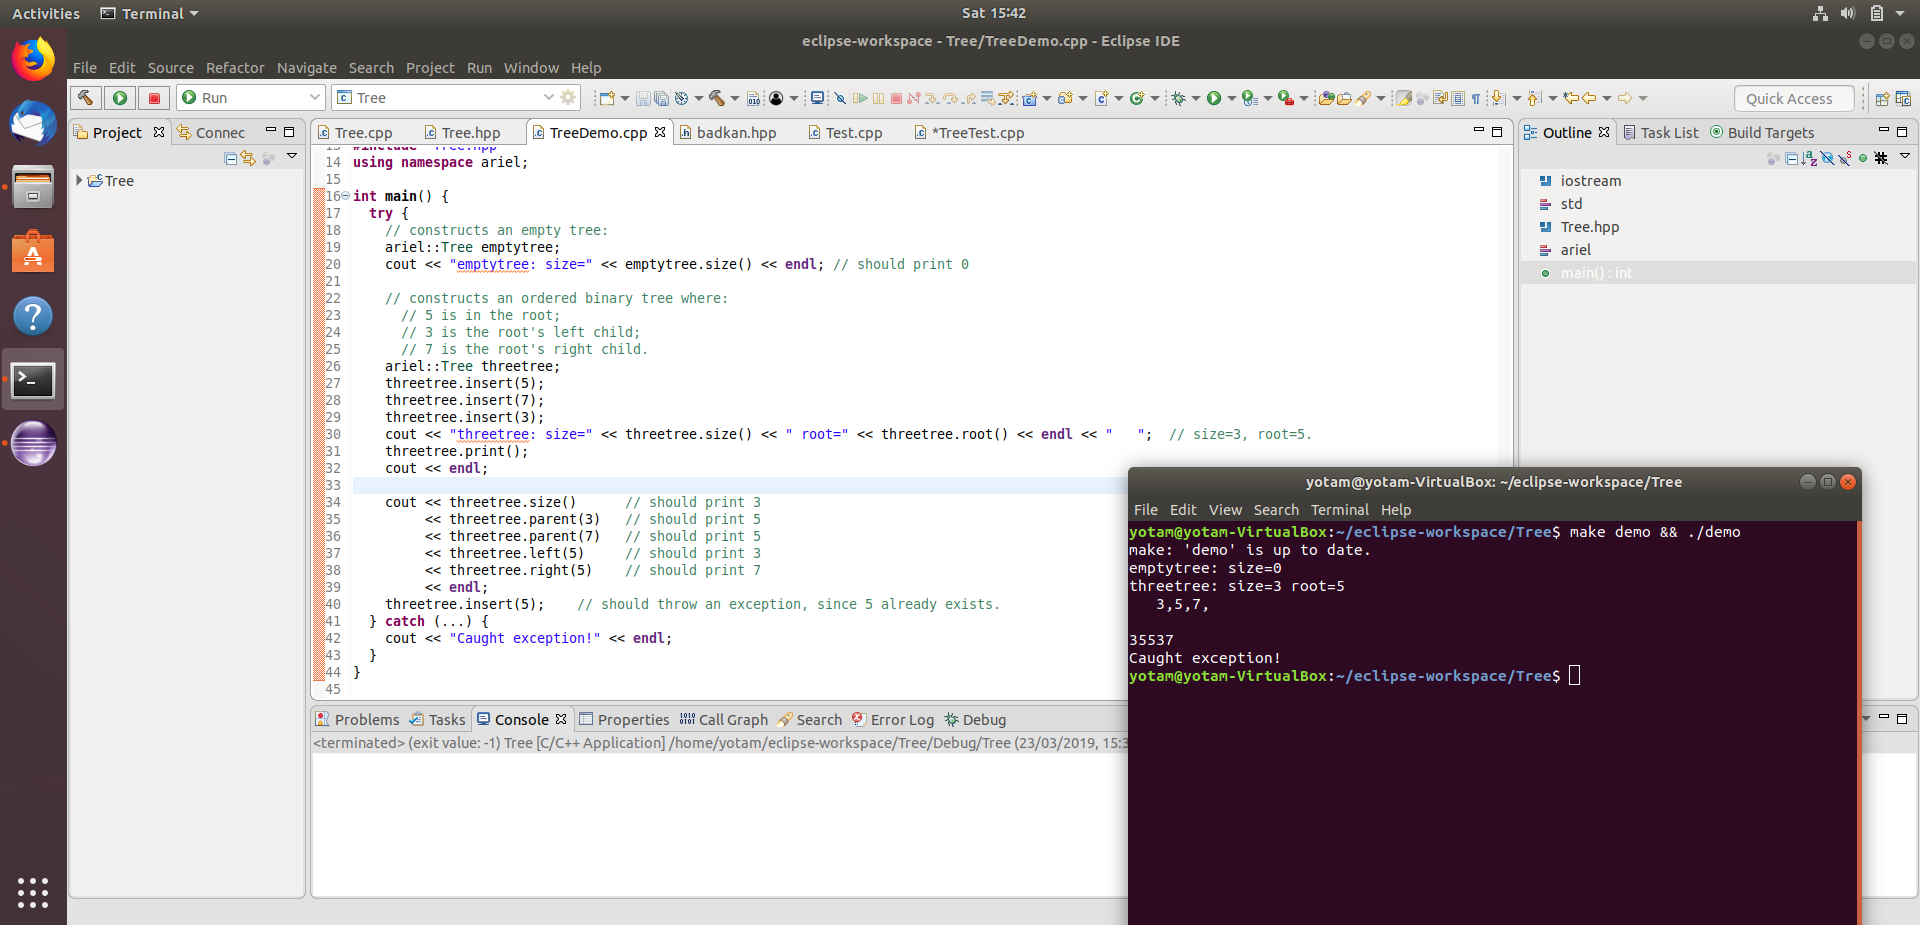 Activities Terminal Sat 15:42
eclipse-workspace - Tree/TreeDemo.cpp - Eclipse IDE
File Edit Source Refactor Navigate Search Project Run Window Help
Run Tree Quick Access
Project Connec Tree.cpp Tree.hpp TreeDemo.cpp badkan.hpp Test.cpp *TreeTest.cpp Outline Task List Build Targets
Tree
13 #include "Tree.hpp"
14 using namespace ariel;
15
16 int main() {
17 try {
18 // constructs an empty tree:
19 ariel::Tree emptytree;
20 cout << "emptytree: size=" << emptytree.size() << endl; // should print 0
21
22 // constructs an ordered binary tree where:
23 // 5 is in the root;
24 // 3 is the root's left child;
25 // 7 is the root's right child.
26 ariel::Tree threetree;
27 threetree.insert(5);
28 threetree.insert(7);
29 threetree.insert(3);
30 cout << "threetree: size=" << threetree.size() << " root=" << threetree.root() << endl << "   "; // size=3, root=5.
31 threetree.print();
32 cout << endl;
33
34 cout << threetree.size() // should print 3
35 << threetree.parent(3) // should print 5
36 << threetree.parent(7) // should print 5
37 << threetree.left(5) // should print 3
38 << threetree.right(5) // should print 7
39 << endl;
40 threetree.insert(5); // should throw an exception, since 5 already exists.
41 } catch (...) {
42 cout << "Caught exception!" << endl;
43 }
44 }
45
iostream
std
Tree.hpp
ariel
main() : int
Problems Tasks Console Properties Call Graph Search Error Log Debug
<terminated> (exit value: -1) Tree [C/C++ Application] /home/yotam/eclipse-workspace/Tree/Debug/Tree (23/03/2019, 15:3
yotam@yotam-VirtualBox: ~/eclipse-workspace/Tree
File Edit View Search Terminal Help
yotam@yotam-VirtualBox:~/eclipse-workspace/Tree$ make demo && ./demo
make: 'demo' is up to date.
emptytree: size=0
threetree: size=3 root=5
3,5,7,
35537
Caught exception!
yotam@yotam-VirtualBox:~/eclipse-workspace/Tree$